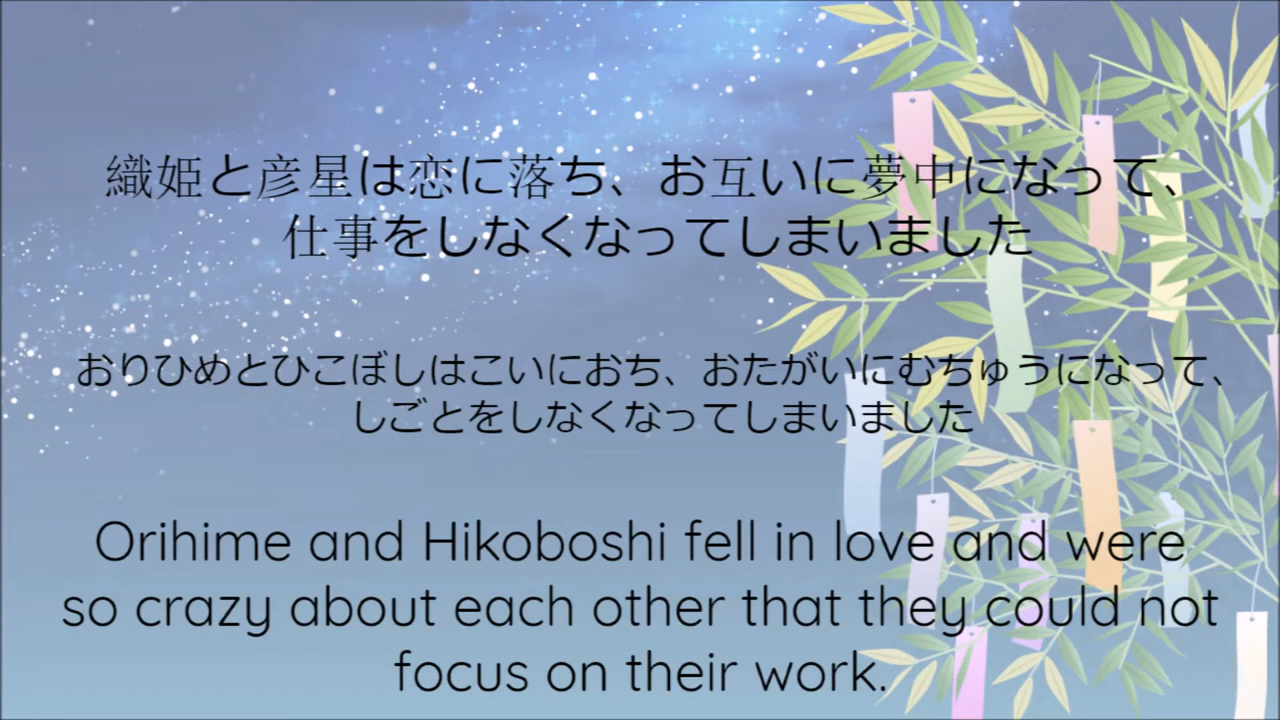 織姫と彦星は恋に落ち、お互いに夢中になって、
仕事をしなくなってしまいました
おりひめとひこぼしはこいにおち、おたがいにむちゅうになって、
しごとをしなくなってしまいました
Orihime and Hikoboshi fell in love and were
so crazy about each other that they could not
focus on their work.